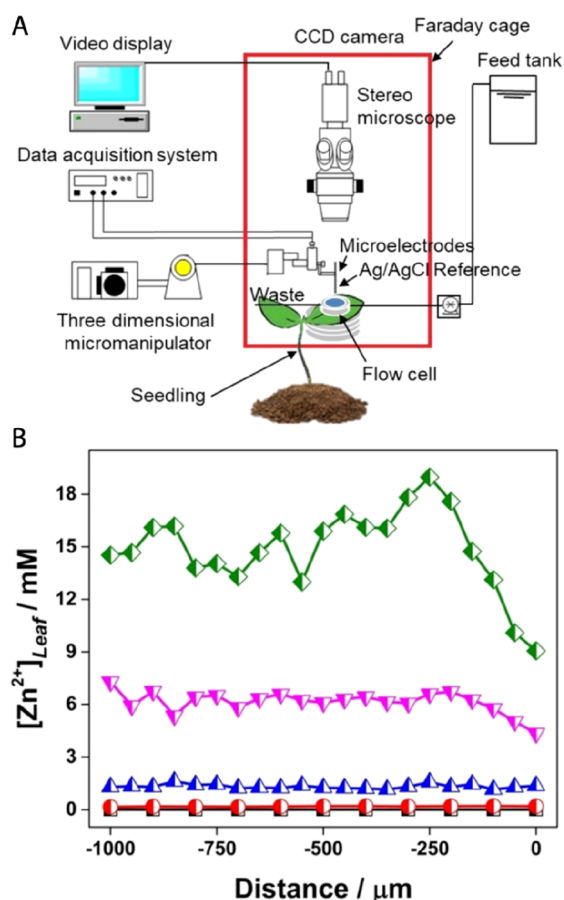 A
Faraday cage
CCD camera
Video display
Feed tank
Stereo
microscope
Data acquisition system
Microelectrodes
Ag/AgCl Reference
Waste
Three dimensional
micromanipulator
Flow cell
Seedling
B
[Zn²⁺]Leaf / mM
18
15
12
9
6
3
0
-1000
-750
-500
-250
0
Distance / μm